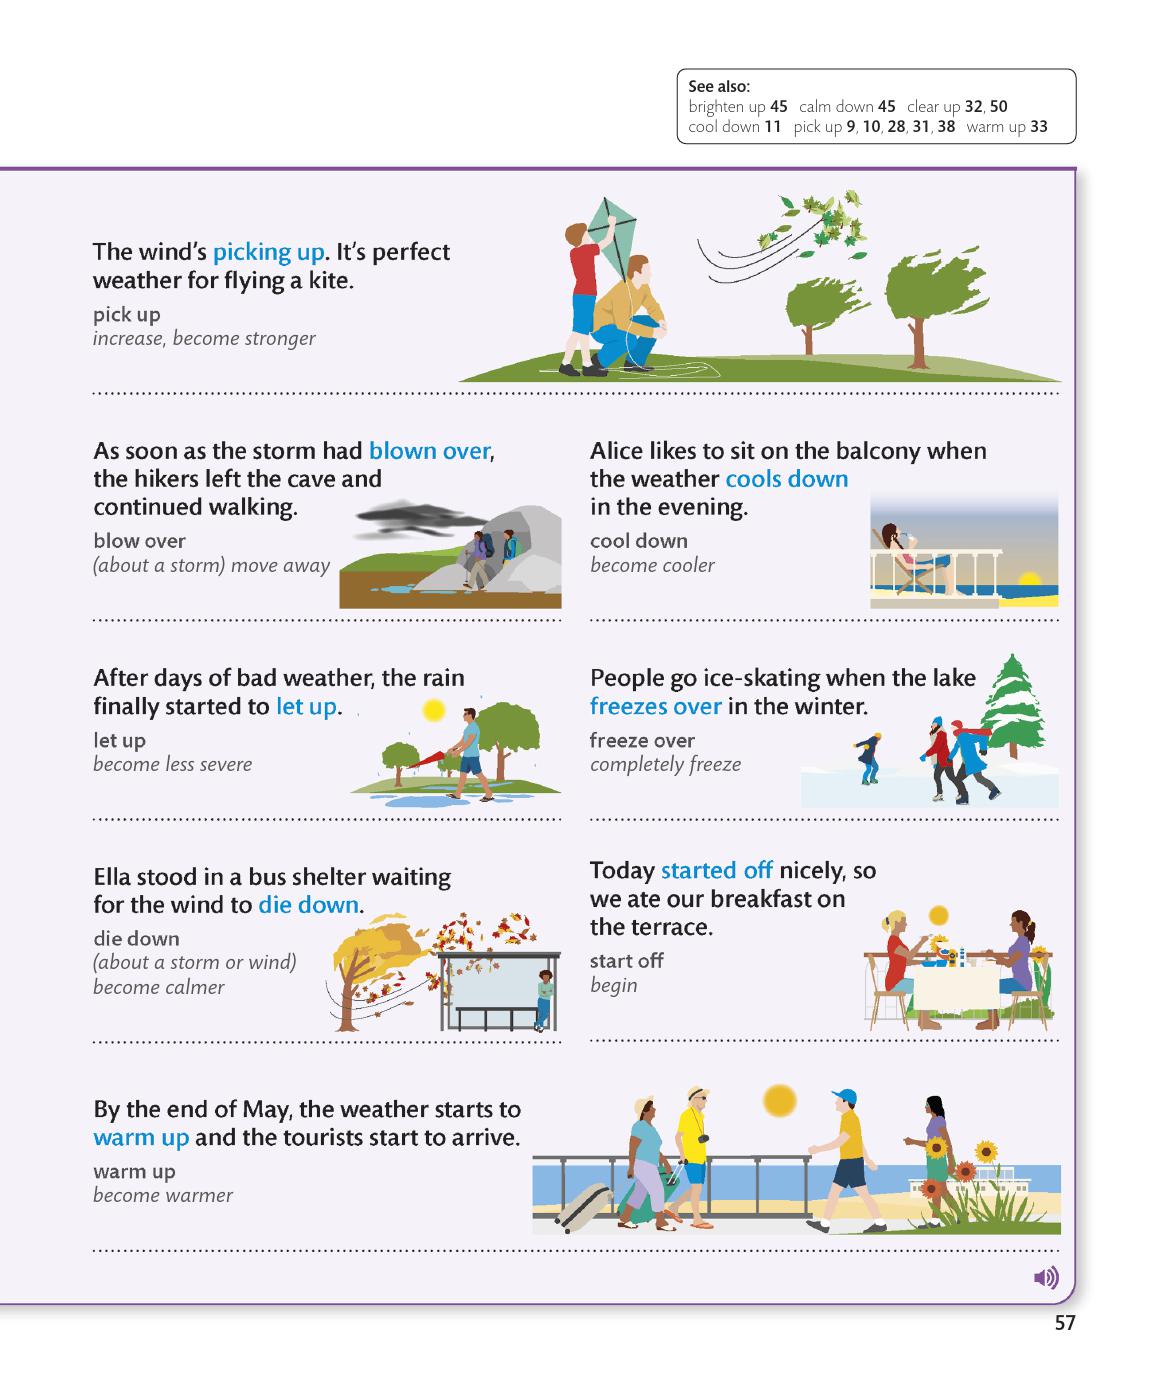 See also:
brighten up 45 calm down 45 clear up 32, 50
cool down 11 pick up 9, 10, 28, 31, 38 warm up 33
The wind's picking up. It's perfect
weather for flying a kite.
pick up
increase, become stronger
As soon as the storm had blown over,
the hikers left the cave and
continued walking.
blow over
(about a storm) move away
Alice likes to sit on the balcony when
the weather cools down
in the evening.
cool down
become cooler
After days of bad weather, the rain
finally started to let up.
let up
become less severe
People go ice-skating when the lake
freezes over in the winter.
freeze over
completely freeze
Ella stood in a bus shelter waiting
for the wind to die down.
die down
(about a storm or wind)
become calmer
Today started off nicely, so
we ate our breakfast on
the terrace.
start off
begin
By the end of May, the weather starts to
warm up and the tourists start to arrive.
warm up
become warmer
57